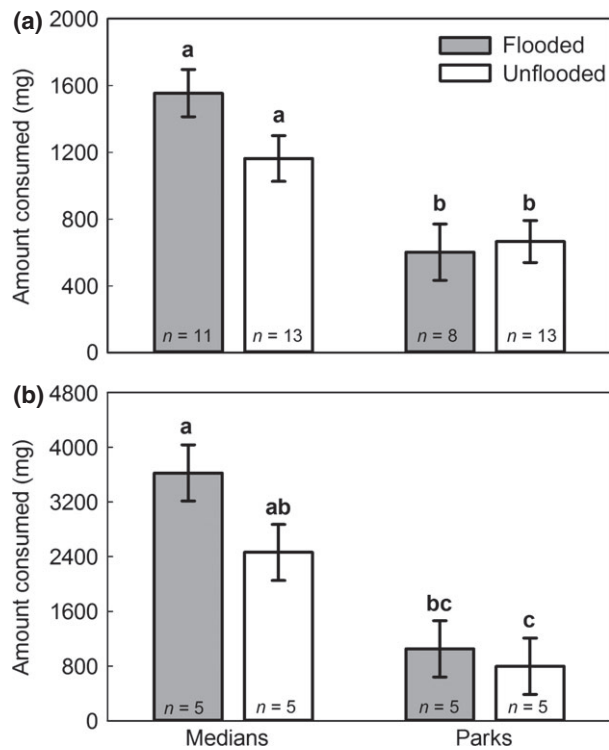 (a)
2000
1600
1200
800
400
0
Amount consumed (mg)
Flooded
Unflooded
a
a
b
b
n = 11
n = 13
n = 8
n = 13
(b)
4800
4000
3200
2400
1600
800
0
Amount consumed (mg)
a
ab
bc
c
n = 5
n = 5
n = 5
n = 5
Medians
Parks